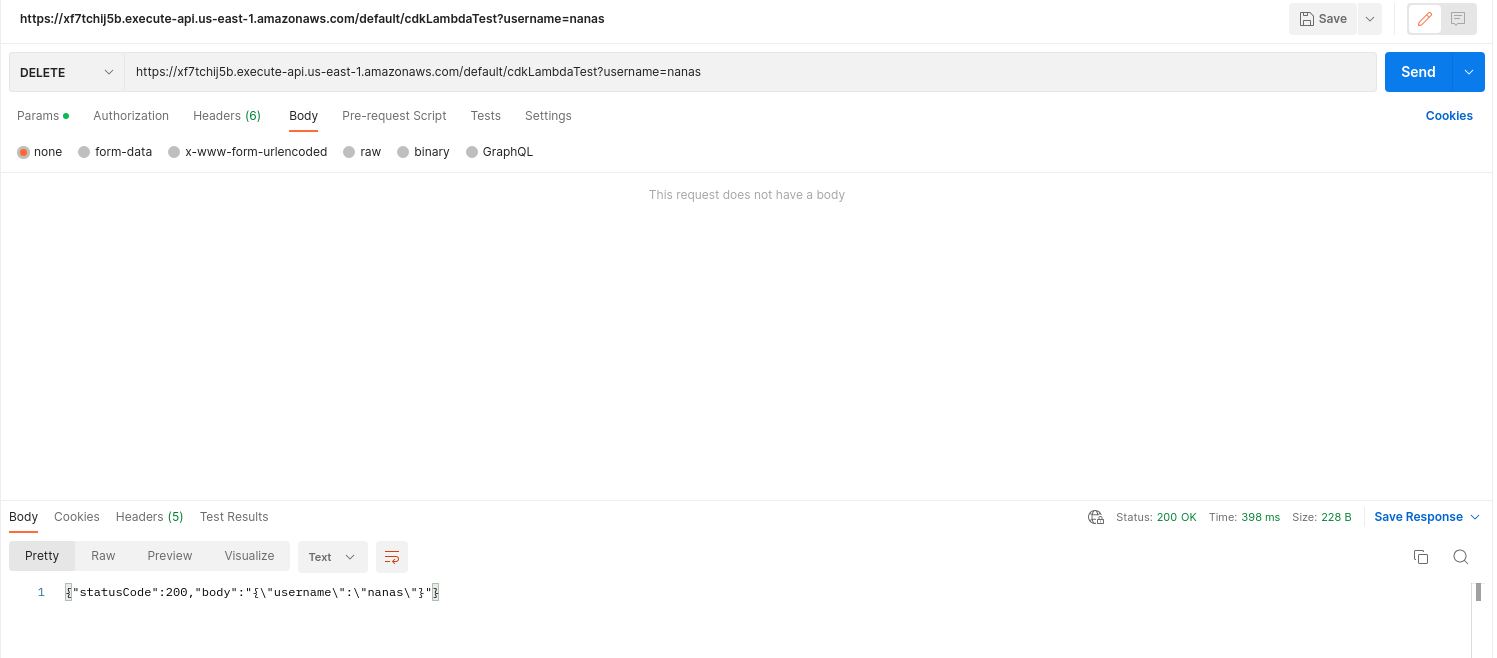 https://xf7tchij5b.execute-api.us-east-1.amazonaws.com/default/cdkLambdaTest?username=nanas Save
DELETE https://xf7tchij5b.execute-api.us-east-1.amazonaws.com/default/cdkLambdaTest?username=nanas Send
Params Authorization Headers (6) Body Pre-request Script Tests Settings Cookies
none form-data x-www-form-urlencoded raw binary GraphQL
This request does not have a body
Body Cookies Headers (5) Test Results Status: 200 OK Time: 398 ms Size: 228 B Save Response
Pretty Raw Preview Visualize Text
1 {"statusCode":200,"body":"{\"username\":\"nanas\"}"}